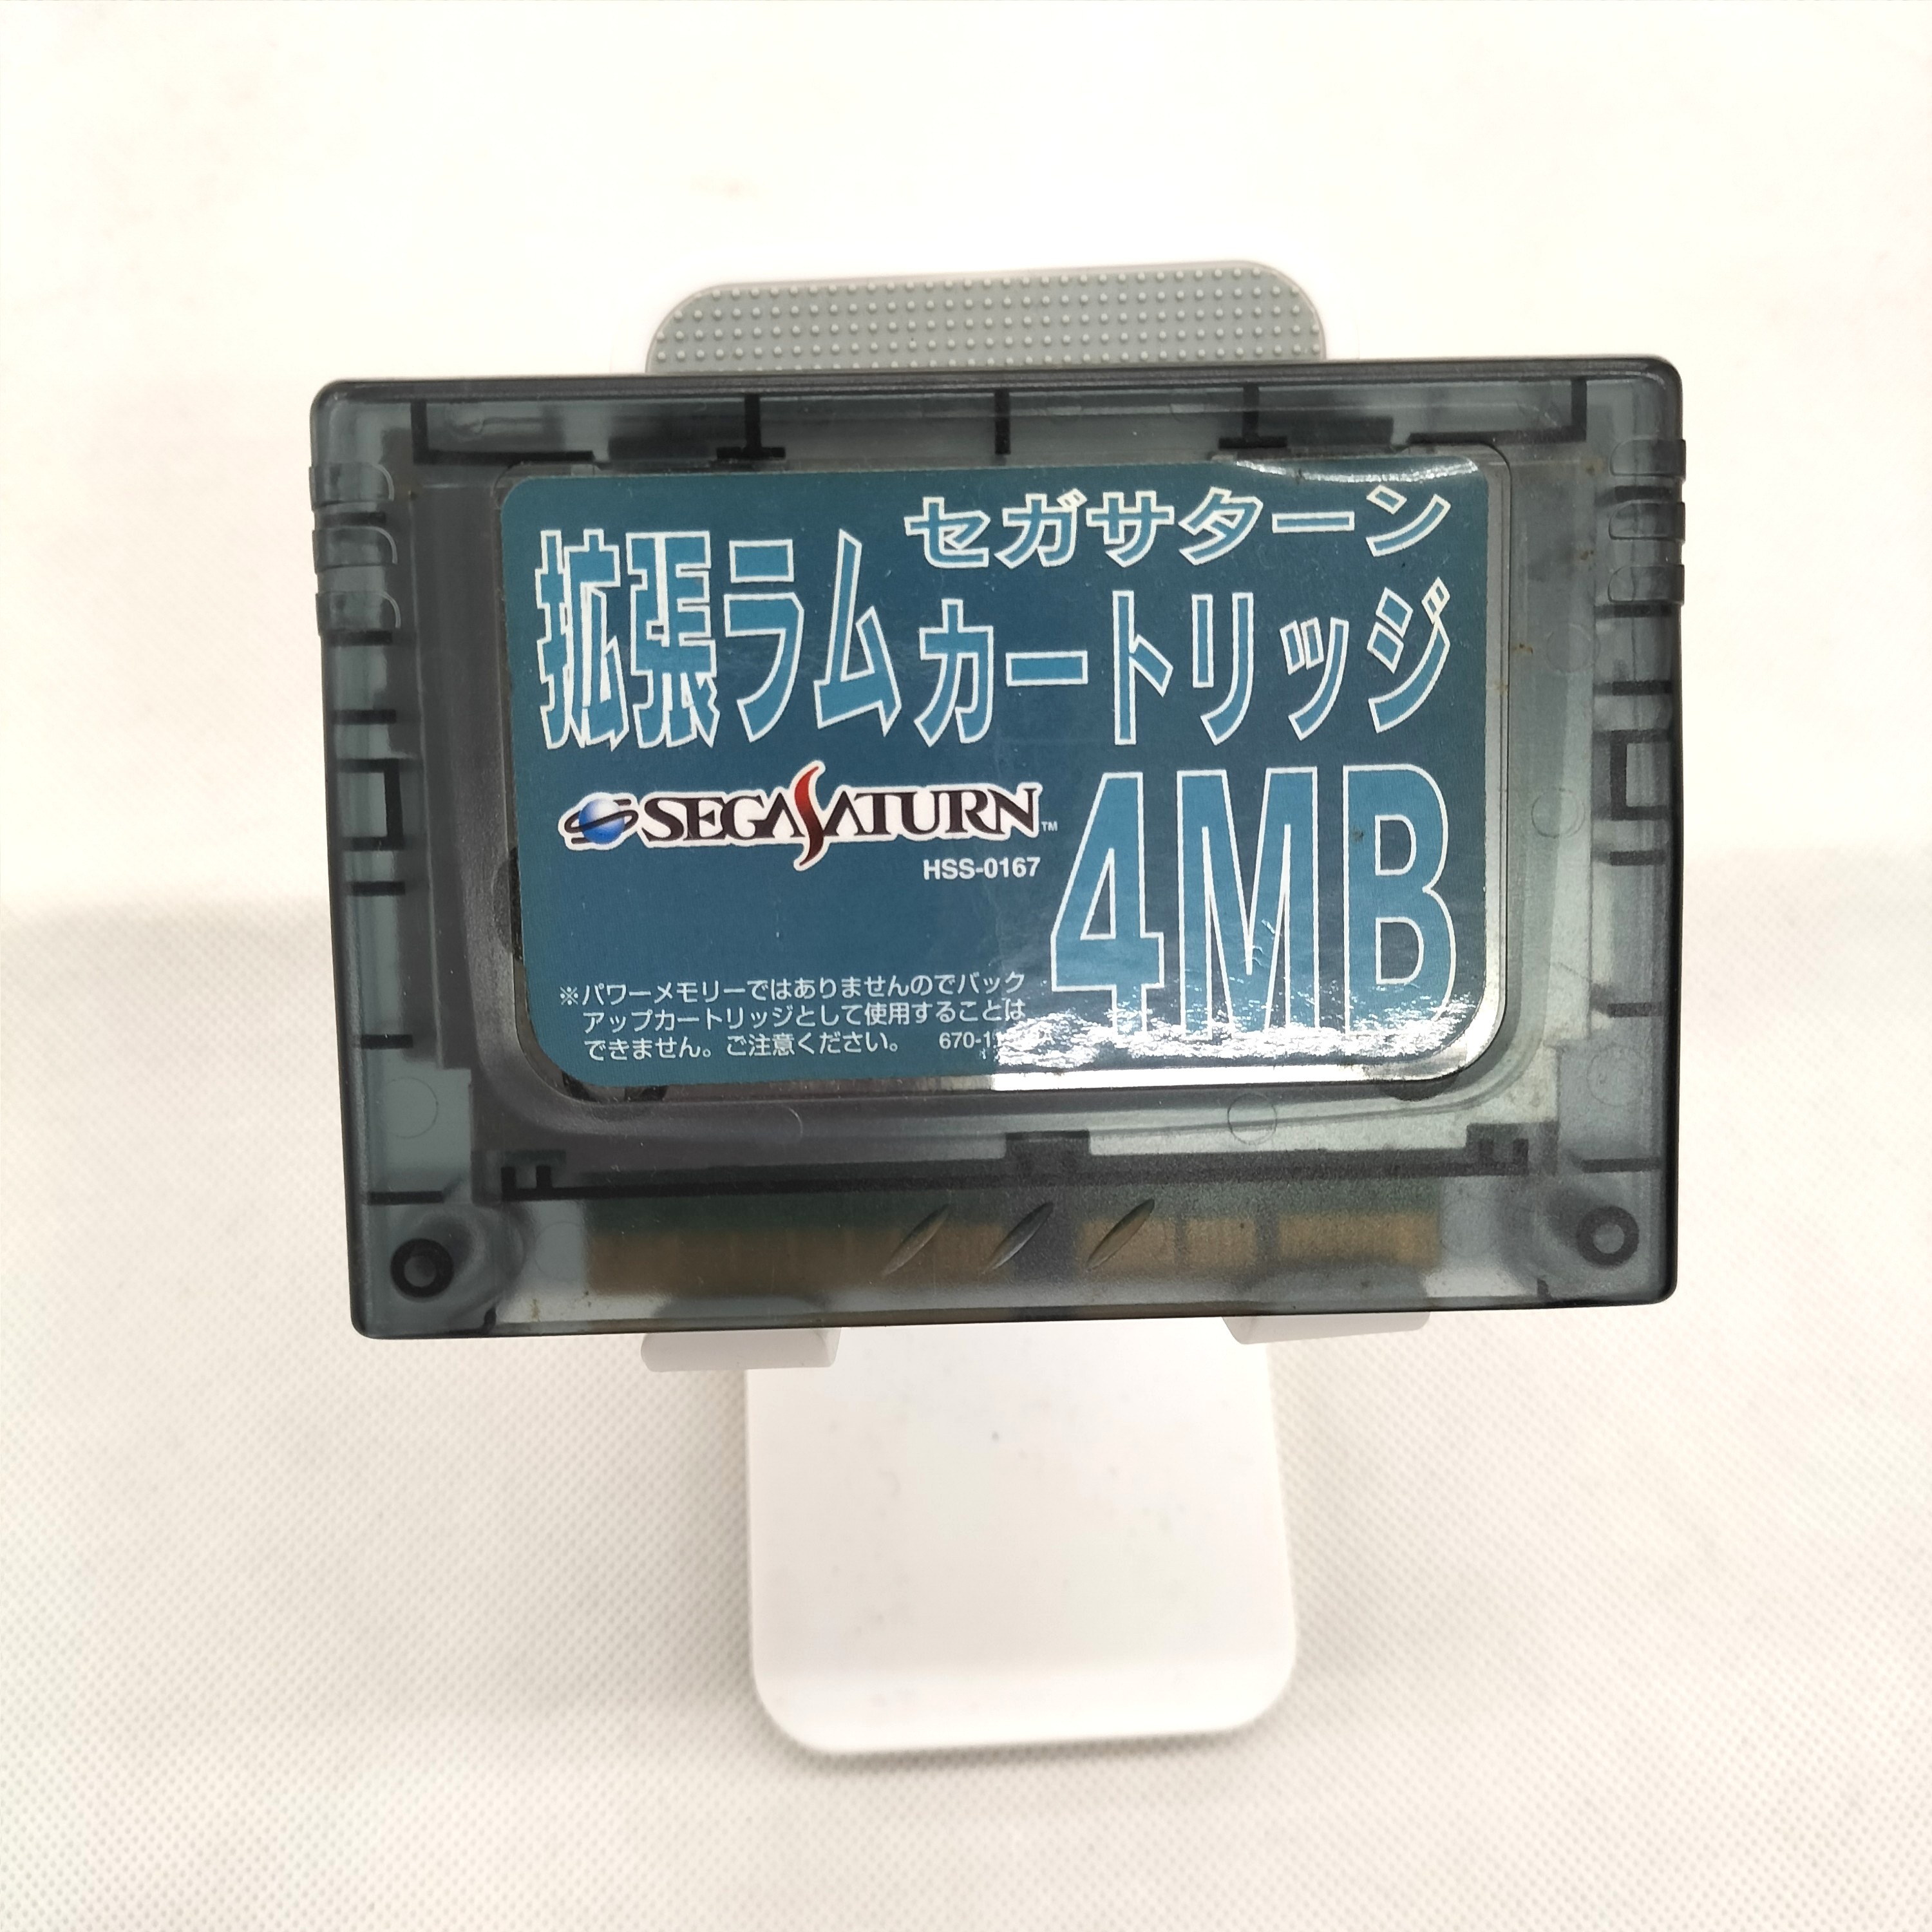 セガサターン
拡張ラムカートリッジ
SEGASATURN™
HSS-0167
4MB
※パワーメモリーではありませんのでバック
アップカートリッジとして使用することは
できません。ご注意ください。